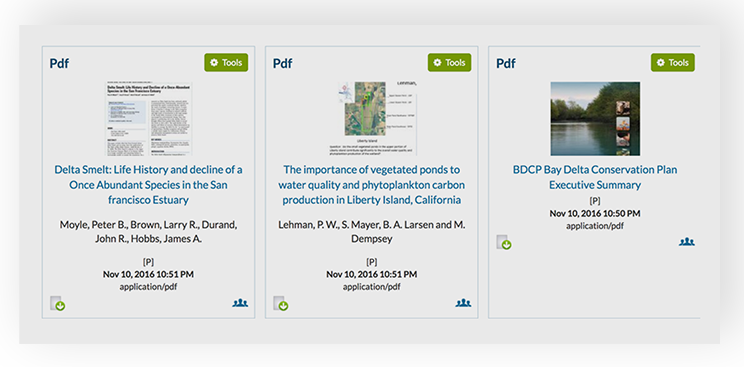 Pdf
Tools
Delta Smelt: Life History and decline of a
Once Abundant Species in the San
francisco Estuary
Moyle, Peter B., Brown, Larry R., Durand,
John R., Hobbs, James A.
[P]
Nov 10, 2016 10:51 PM
application/pdf
Pdf
Tools
Lehman,
Liberty Island
The importance of vegetated ponds to
water quality and phytoplankton carbon
production in Liberty Island, California
Lehman, P. W., S. Mayer, B. A. Larsen and M.
Dempsey
[P]
Nov 10, 2016 10:51 PM
application/pdf
Pdf
Tools
BDCP Bay Delta Conservation Plan
Executive Summary
[P]
Nov 10, 2016 10:50 PM
application/pdf